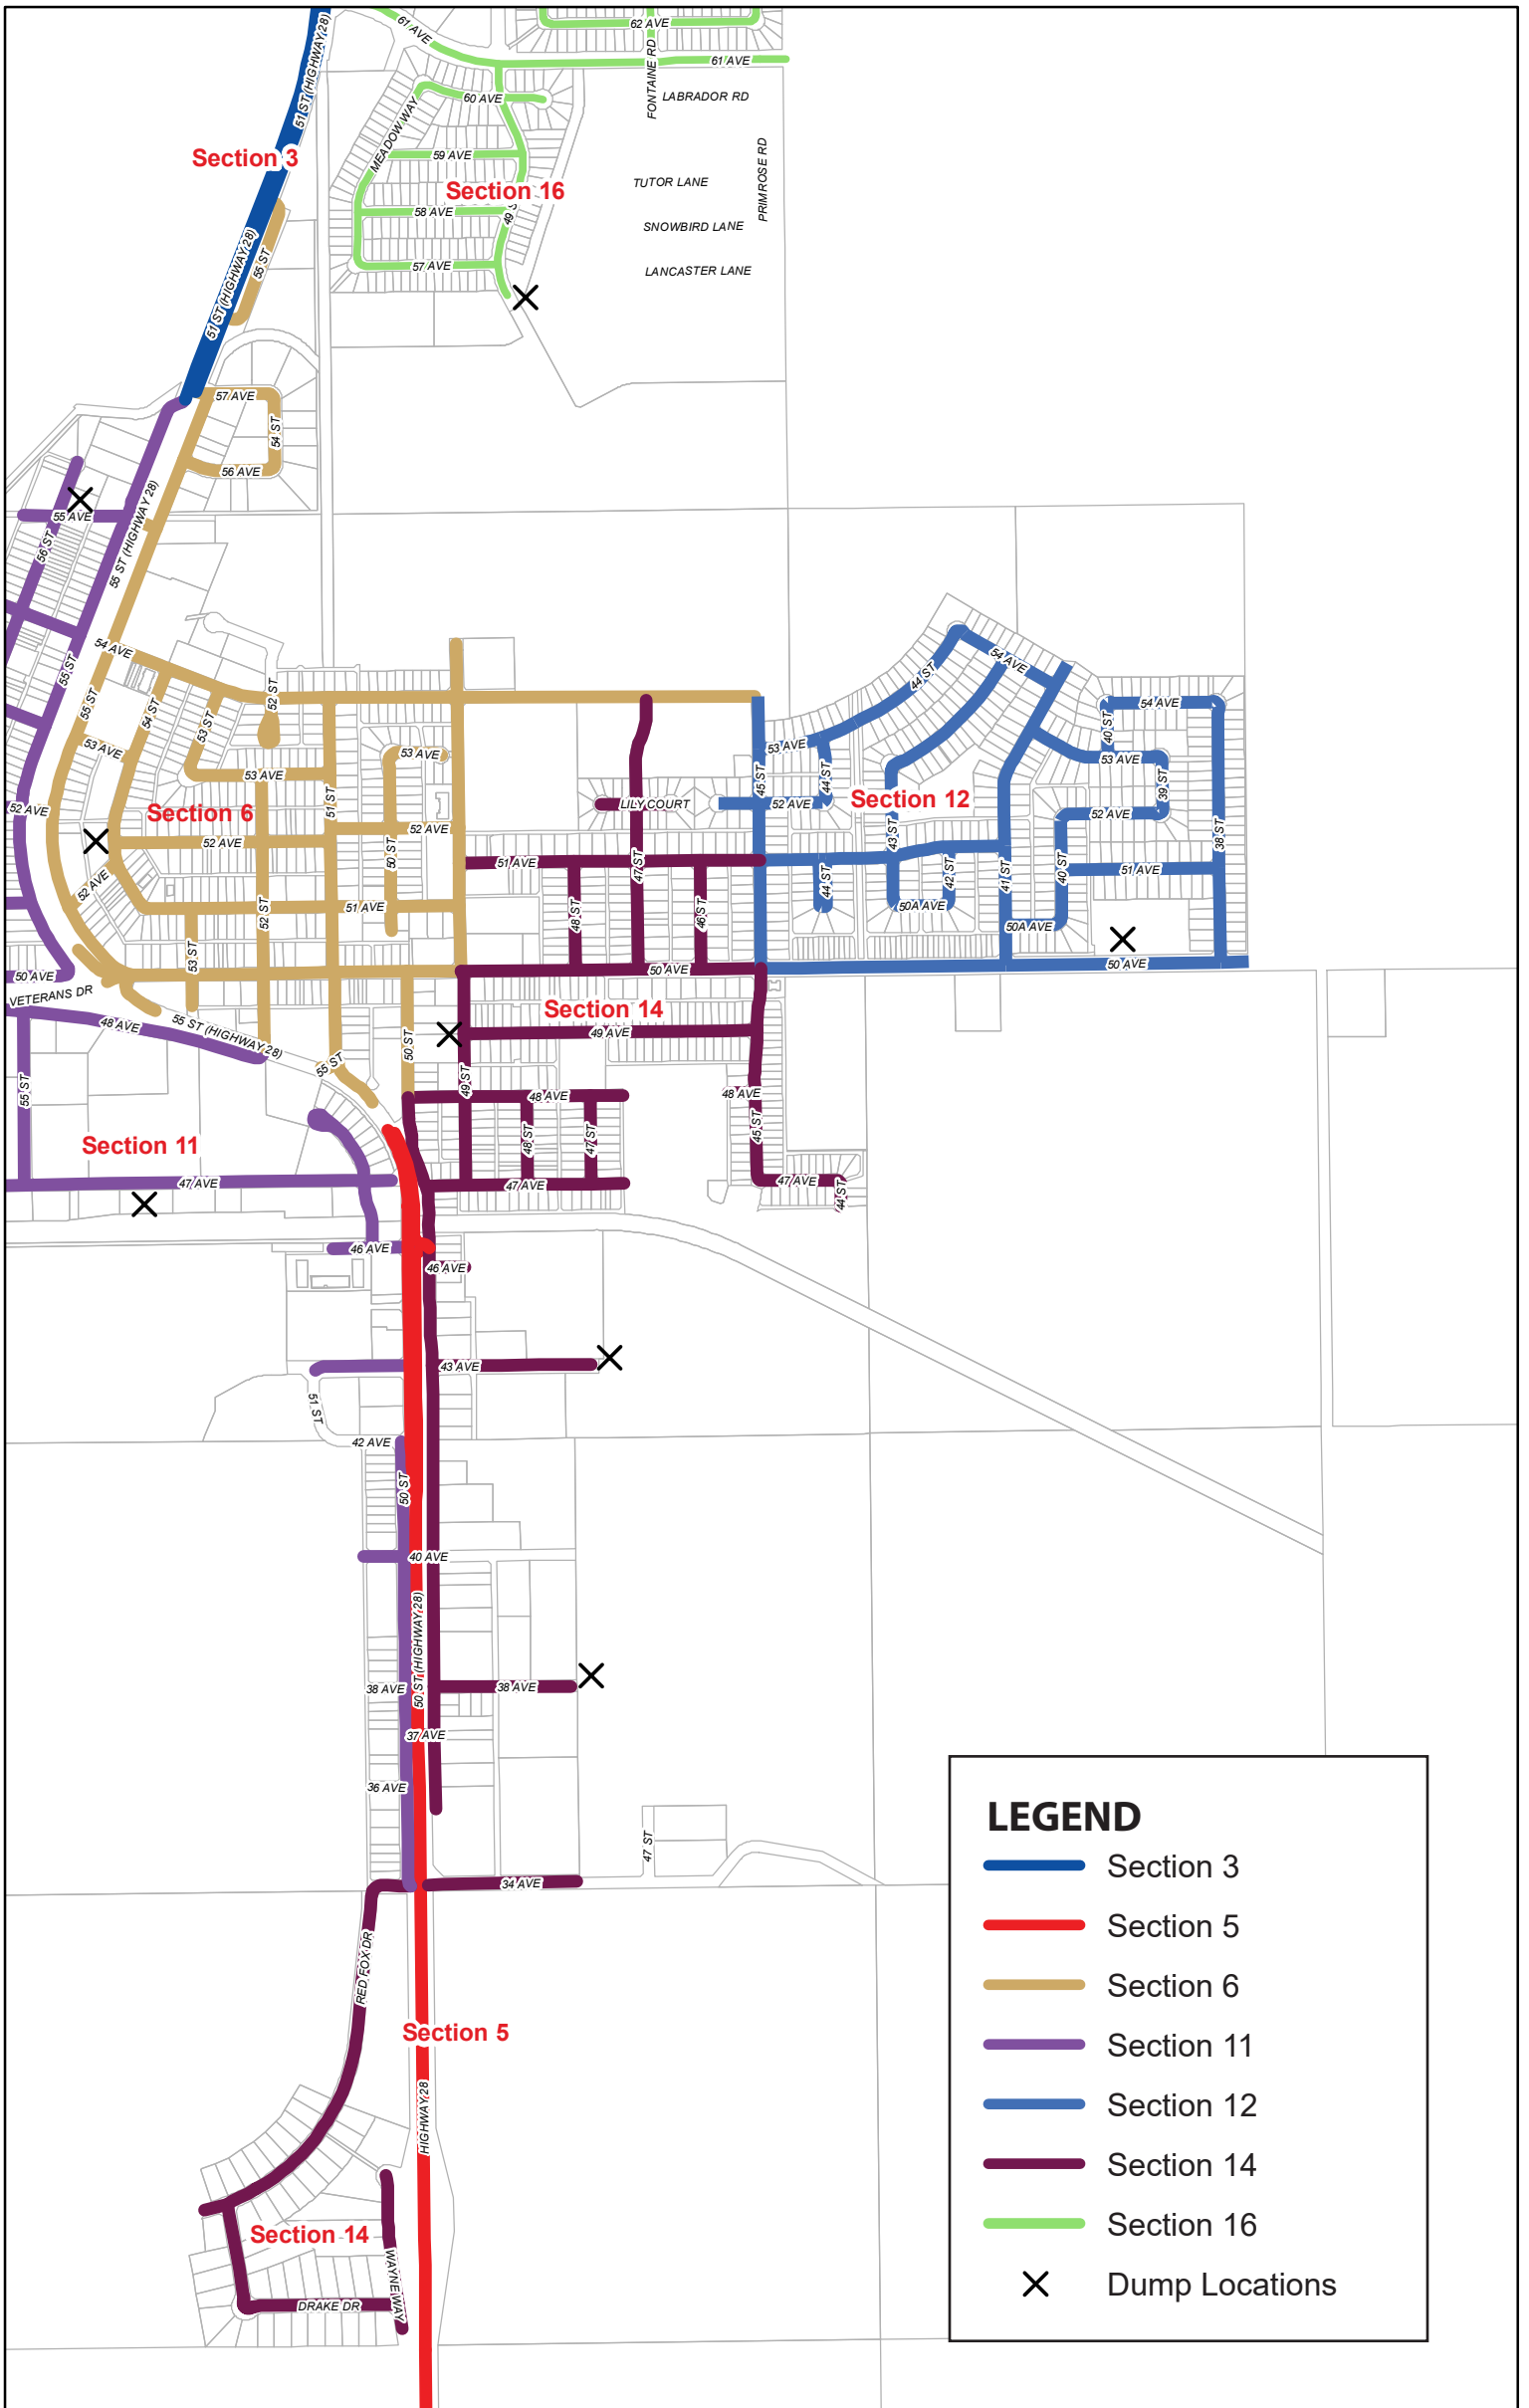 61 AVE
62 AVE
51 ST (HIGHWAY 28)
FONTAINE RD
61 AVE
60 AVE
LABRADOR RD
MEADOW WAY
Section 3
59 AVE
PRIMROSE RD
TUTOR LANE
Section 16
58 AVE
49 S
SNOWBIRD LANE
51 ST (HIGHWAY 28)
55 ST
57 AVE
LANCASTER LANE
57 AVE
54 ST
56 AVE
55 AVE
55 ST (HIGHWAY 28)
56 ST
54 AVE
55 ST
52 ST
44 ST
54 AVE
55 ST
54 ST
53 ST
54 AVE
40 ST
53 AVE
53 AVE
53 AVE
53 AVE
53 AVE
45 ST
44 ST
39 ST
51 ST
52 AVE
Section 6
LILY COURT
52 AVE
Section 12
52 AVE
38 ST
52 AVE
52 AVE
50 ST
43 ST
51 AVE
47 ST
42 ST
41 ST
40 ST
51 AVE
52 AVE
52 ST
51 AVE
48 ST
46 ST
44 ST
50A AVE
50A AVE
53 ST
50 AVE
50 AVE
50 AVE
VETERANS DR
Section 14
48 AVE
55 ST (HIGHWAY 28)
50 ST
49 AVE
55 ST
55 ST
49 ST
48 AVE
48 AVE
45 ST
48 ST
47 ST
Section 11
47 AVE
47 AVE
47 AVE
44 ST
46 AVE
46 AVE
43 AVE
51 ST
42 AVE
50 ST
40 AVE
50 ST (HIGHWAY 28)
38 AVE
38 AVE
37 AVE
36 AVE
47 ST
34 AVE
RED FOX DR
Section 5
HIGHWAY 28
Section 14
WAYNE WAY
DRAKE DR
LEGEND
Section 3
Section 5
Section 6
Section 11
Section 12
Section 14
Section 16
Dump Locations